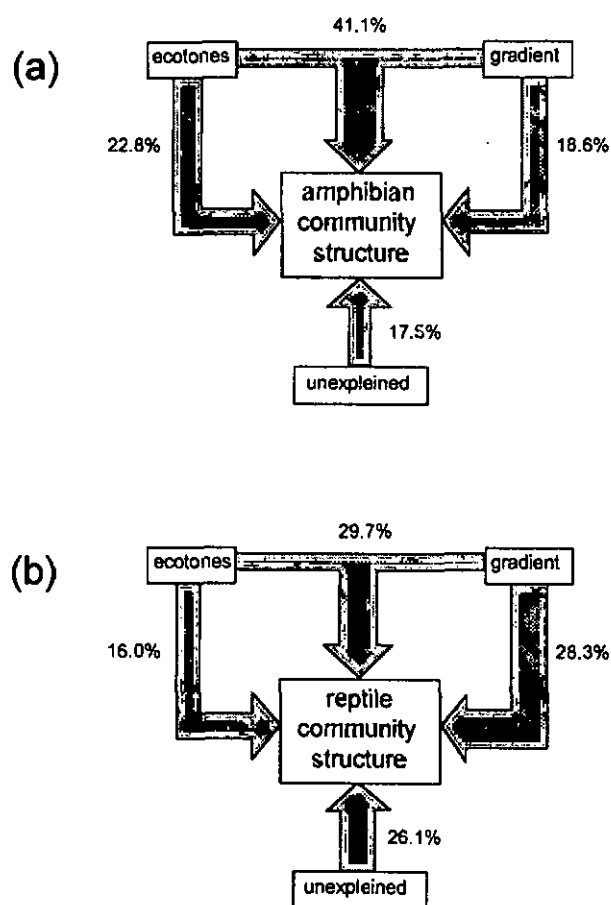 41.1%
(a)
ecotones
gradient
22.8%
18.6%
amphibian
community
structure
17.5%
unexpleined
29.7%
(b)
ecotones
gradient
16.0%
28.3%
reptile
community
structure
26.1%
unexpleined